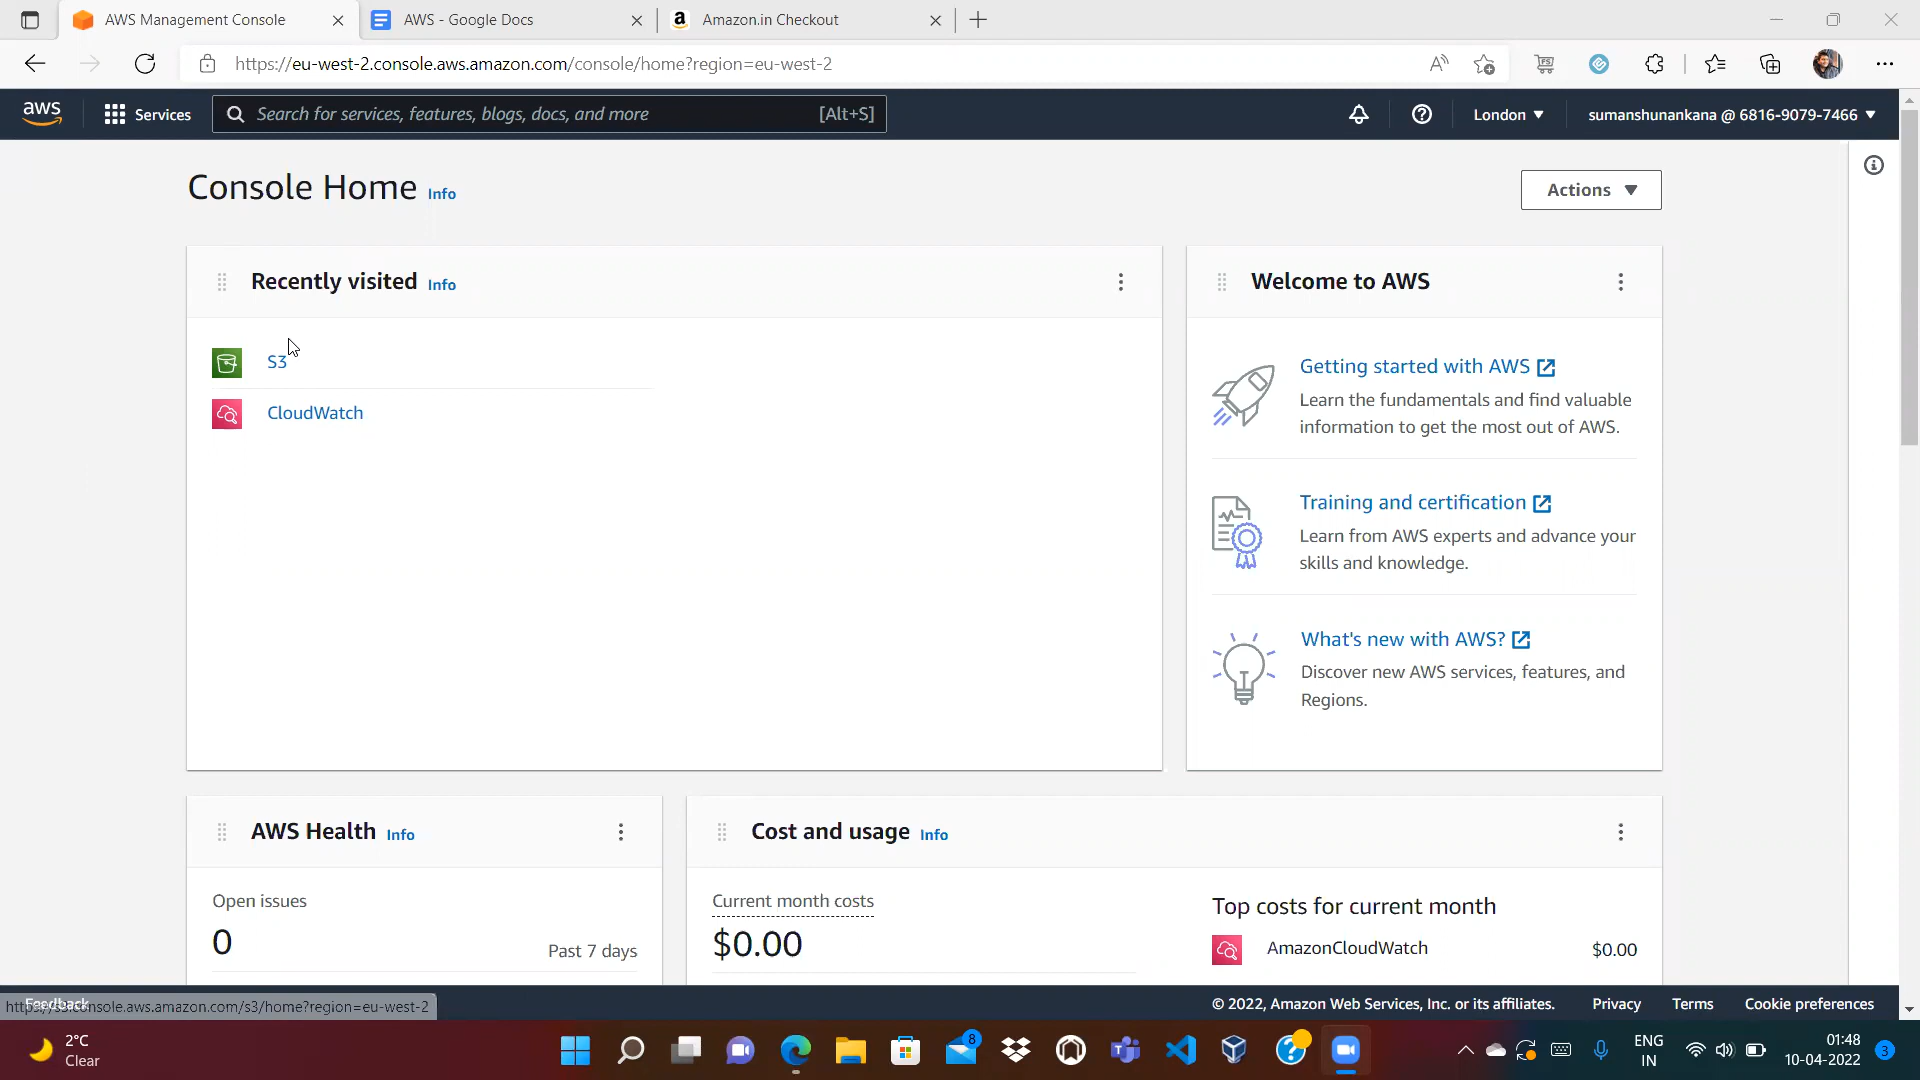 AWS Management Console
AWS - Google Docs
Amazon.in Checkout
https://eu-west-2.console.aws.amazon.com/console/home?region=eu-west-2
aws
Services
Search for services, features, blogs, docs, and more
[Alt+S]
London
sumanshunankana @ 6816-9079-7466
Console Home
Info
Actions
Recently visited
Info
S3
CloudWatch
Welcome to AWS
Getting started with AWS
Learn the fundamentals and find valuable
information to get the most out of AWS.
Training and certification
Learn from AWS experts and advance your
skills and knowledge.
What's new with AWS?
Discover new AWS services, features, and
Regions.
AWS Health
Info
Open issues
0
Past 7 days
Cost and usage
Info
Current month costs
$0.00
Top costs for current month
AmazonCloudWatch
$0.00
Feedback
© 2022, Amazon Web Services, Inc. or its affiliates.
Privacy
Terms
Cookie preferences
2°C
Clear
8
ENG
IN
01:48
10-04-2022
3